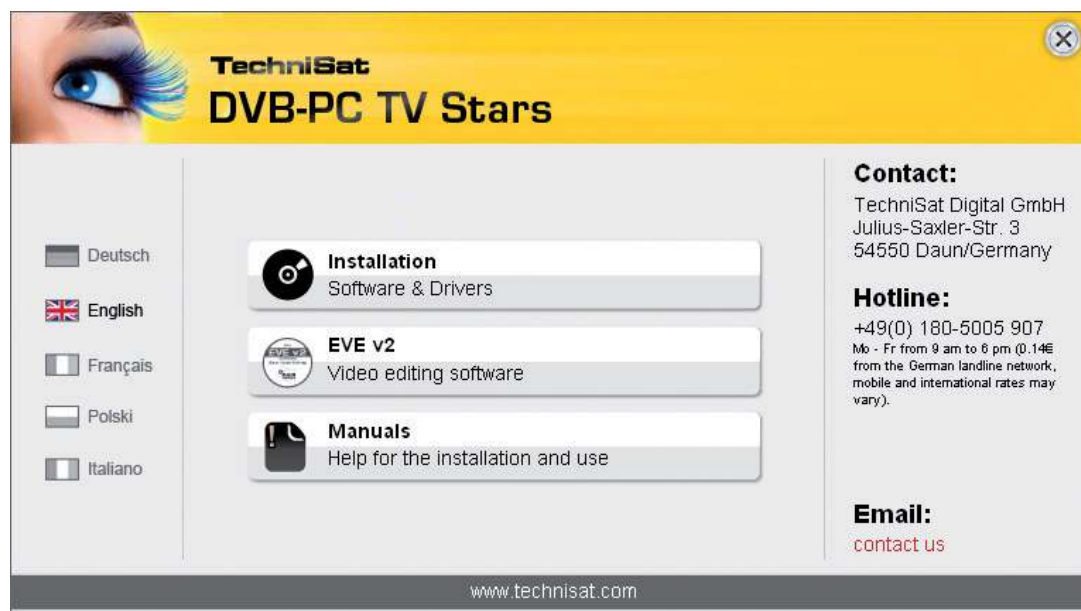 TechniSat
DVB-PC TV Stars
Deutsch
English
Français
Polski
Italiano
Installation
Software & Drivers
EVE v2
EVE v2
Video editing software
Manuals
Help for the installation and use
Contact:
TechniSat Digital GmbH
Julius-Saxler-Str. 3
54550 Daun/Germany
Hotline:
+49(0) 180-5005 907
Mo - Fr from 9 am to 6 pm (0.14€
from the German landline network,
mobile and international rates may
vary).
Email:
contact us
www.technisat.com